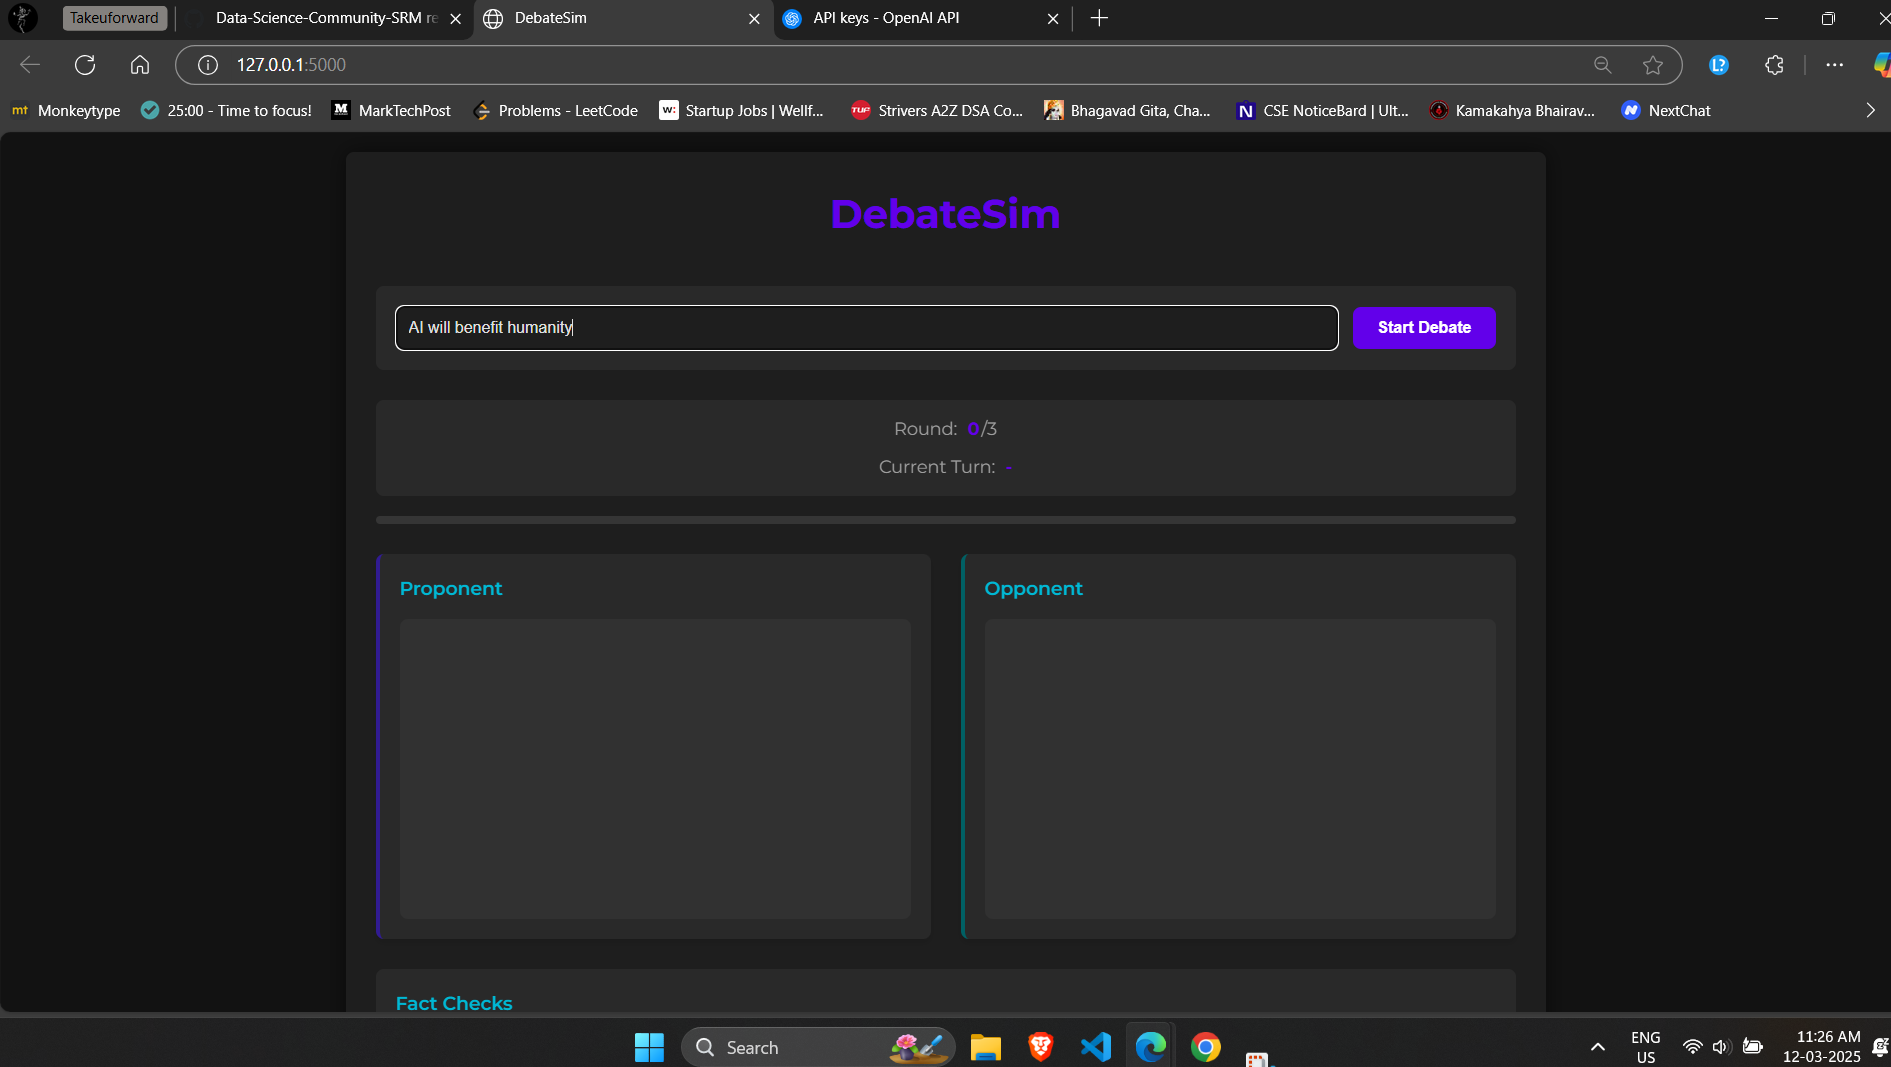 Takeuforward
Data-Science-Community-SRM re
DebateSim
API keys - OpenAI API
127.0.0.1:5000
mt Monkeytype
25:00 - Time to focus!
M MarkTechPost
Problems - LeetCode
w: Startup Jobs | Wellf...
TUF Strivers A2Z DSA Co...
Bhagavad Gita, Cha...
N CSE NoticeBard | Ult...
Kamakahya Bhairav...
NextChat
DebateSim
AI will benefit humanity
Start Debate
Round: 0/3
Current Turn: -
Proponent
Opponent
Fact Checks
Search
ENG
US
11:26 AM
12-03-2025